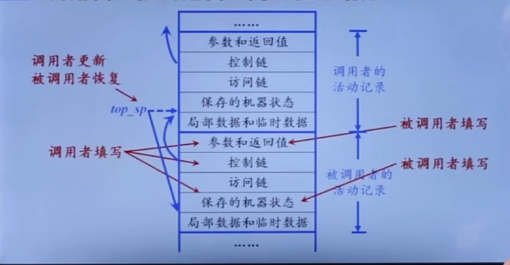 ……
参数和返回值
控制链
访问链
保存的机器状态
局部数据和临时数据
参数和返回值
控制链
访问链
保存的机器状态
局部数据和临时数据
……
调用者更新
被调用者恢复
top_sp
调用者填写
调用者的
活动记录
被调用者填写
被调用者填写
被调用者的
活动记录